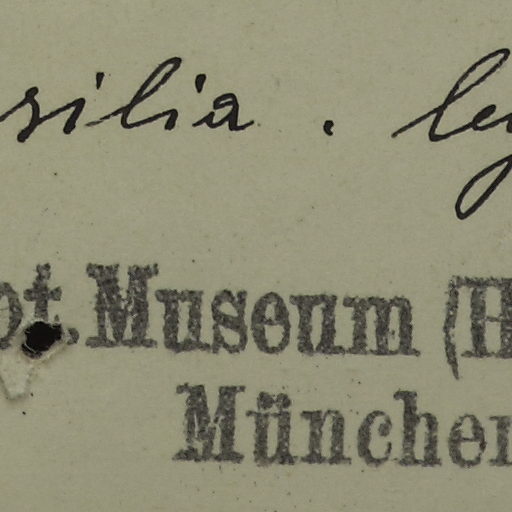 silia . leg
ot. Museum (H
München